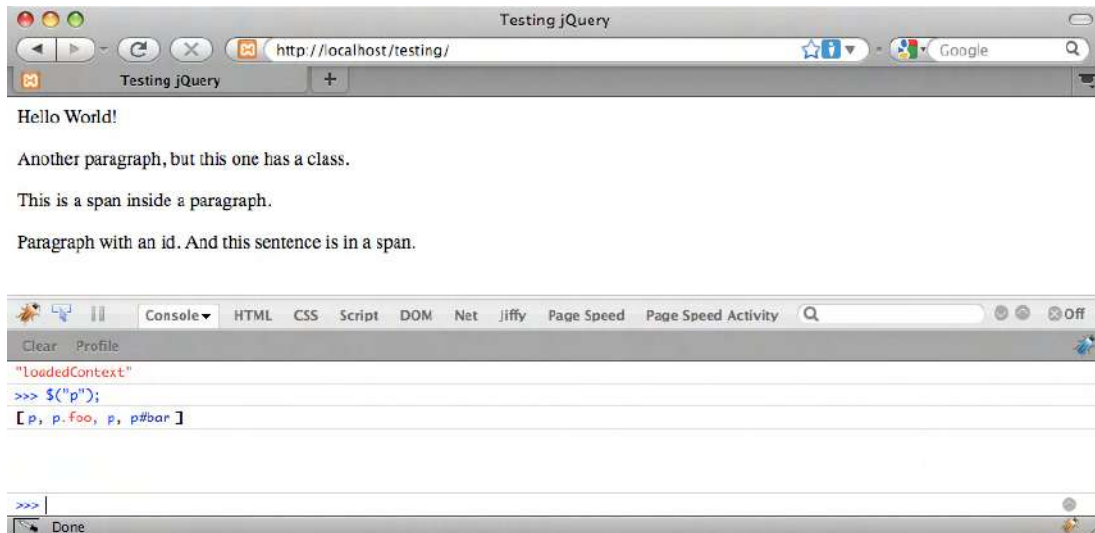 Testing jQuery
http://localhost/testing/
Google
Testing jQuery +
Hello World!
Another paragraph, but this one has a class.
This is a span inside a paragraph.
Paragraph with an id. And this sentence is in a span.
Console HTML CSS Script DOM Net Jiffy Page Speed Page Speed Activity Off
Clear Profile
"loadedContext"
>>> $("p");
[ p, p.foo, p, p#bar ]
>>>
Done